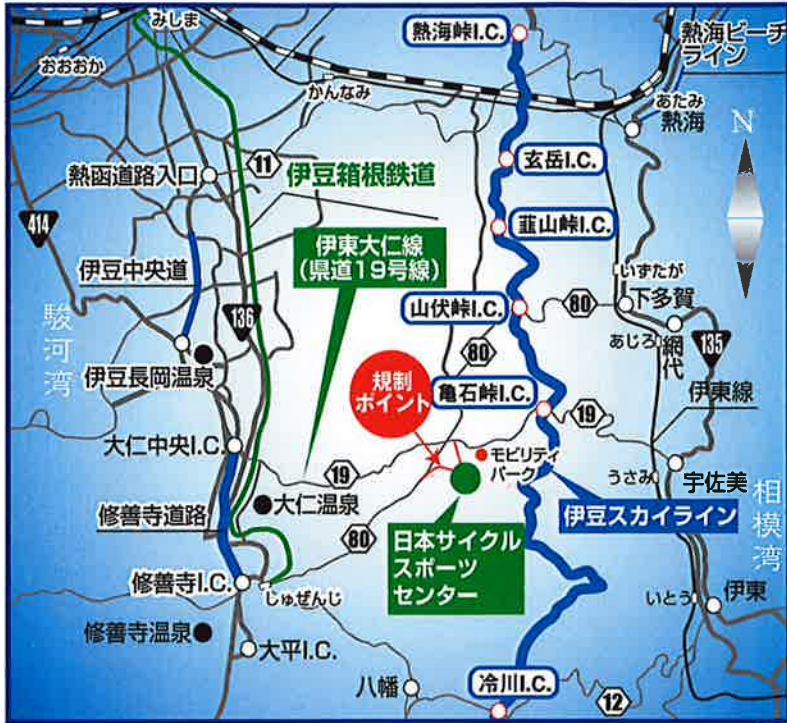 みしま
おおおか
かんなみ
熱海峠I.C.
熱海ビーチ
ライン
あたみ
熱海
N
玄岳I.C.
熱函道路入口
11
伊豆箱根鉄道
韮山峠I.C.
414
伊東大仁線
(県道19号線)
伊豆中央道
いずたが
下多賀
山伏峠I.C.
80
136
駿河湾
80
あじろ
網代
135
伊豆長岡温泉
規制
ポイント
亀石峠I.C.
伊東線
19
大仁中央I.C.
モビリティ
パーク
19
うさみ
宇佐美
大仁温泉
相模湾
修善寺道路
伊豆スカイライン
80
日本サイクル
スポーツ
センター
修善寺I.C.
しゅぜんじ
いとう
伊東
修善寺温泉
大平I.C.
八幡
冷川I.C.
12